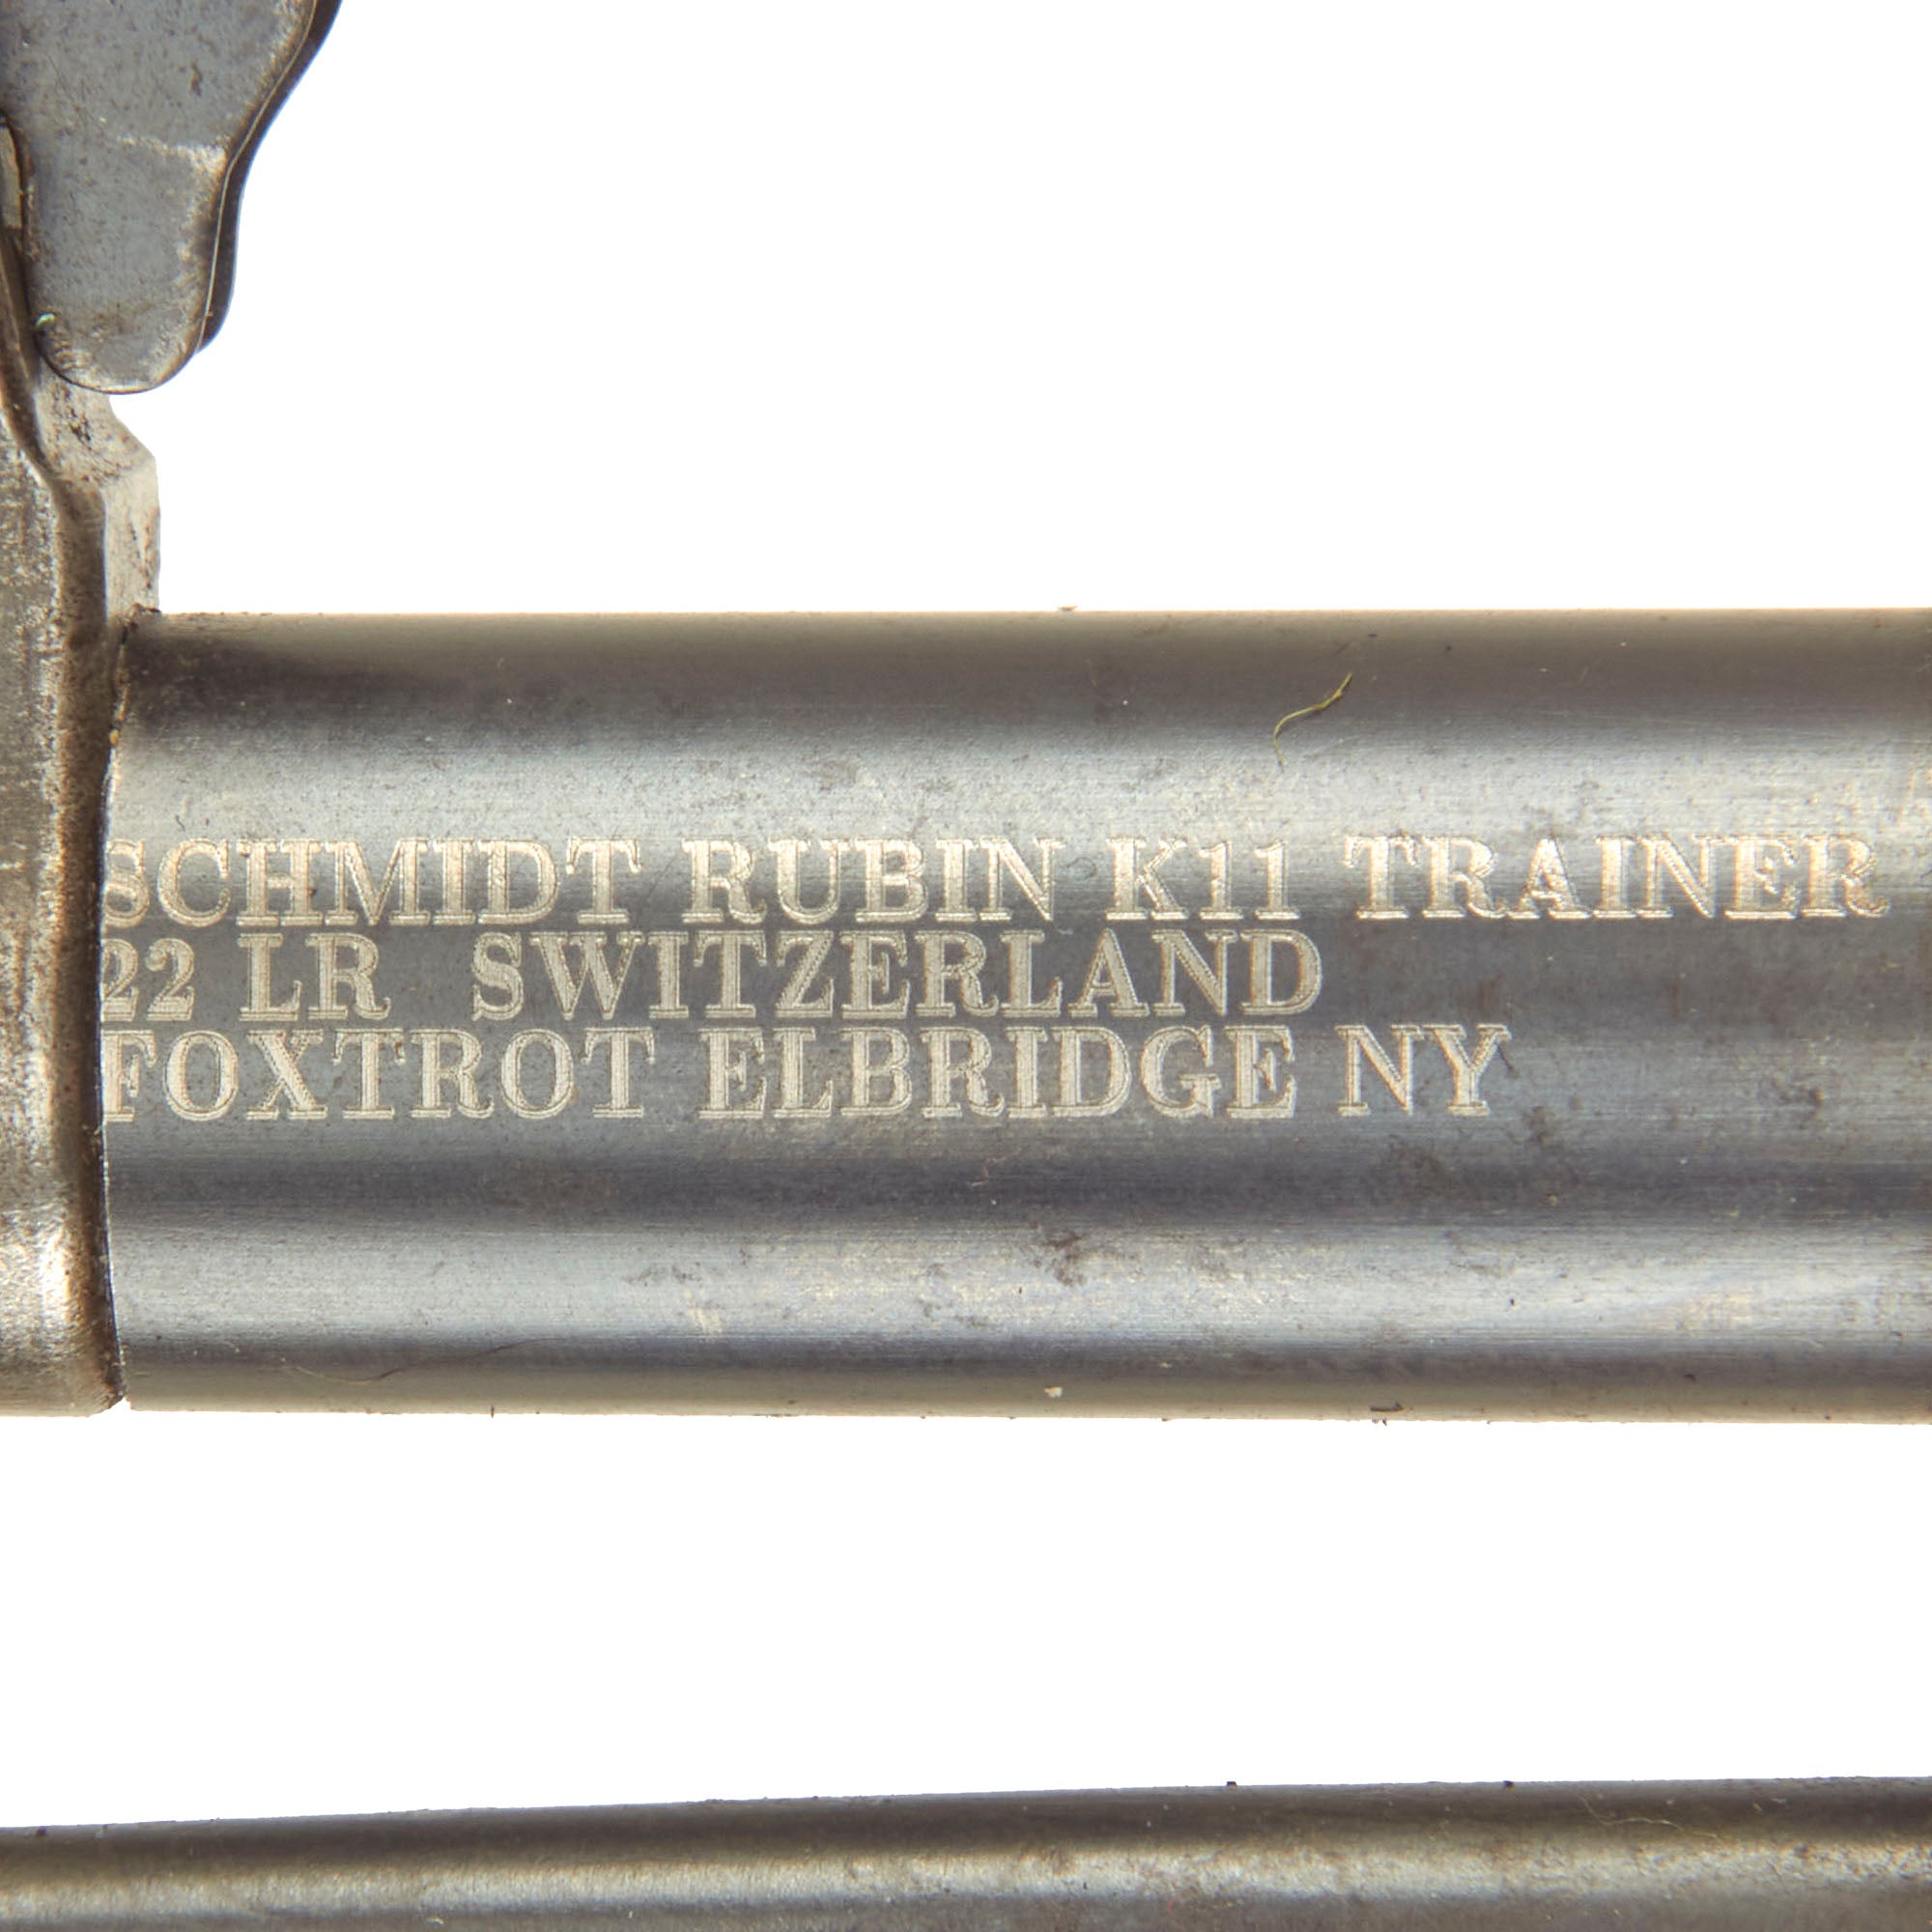 SCHMIDT RUBIN K11 TRAINER
22 LR SWITZERLAND
FOXTROT ELBRIDGE NY